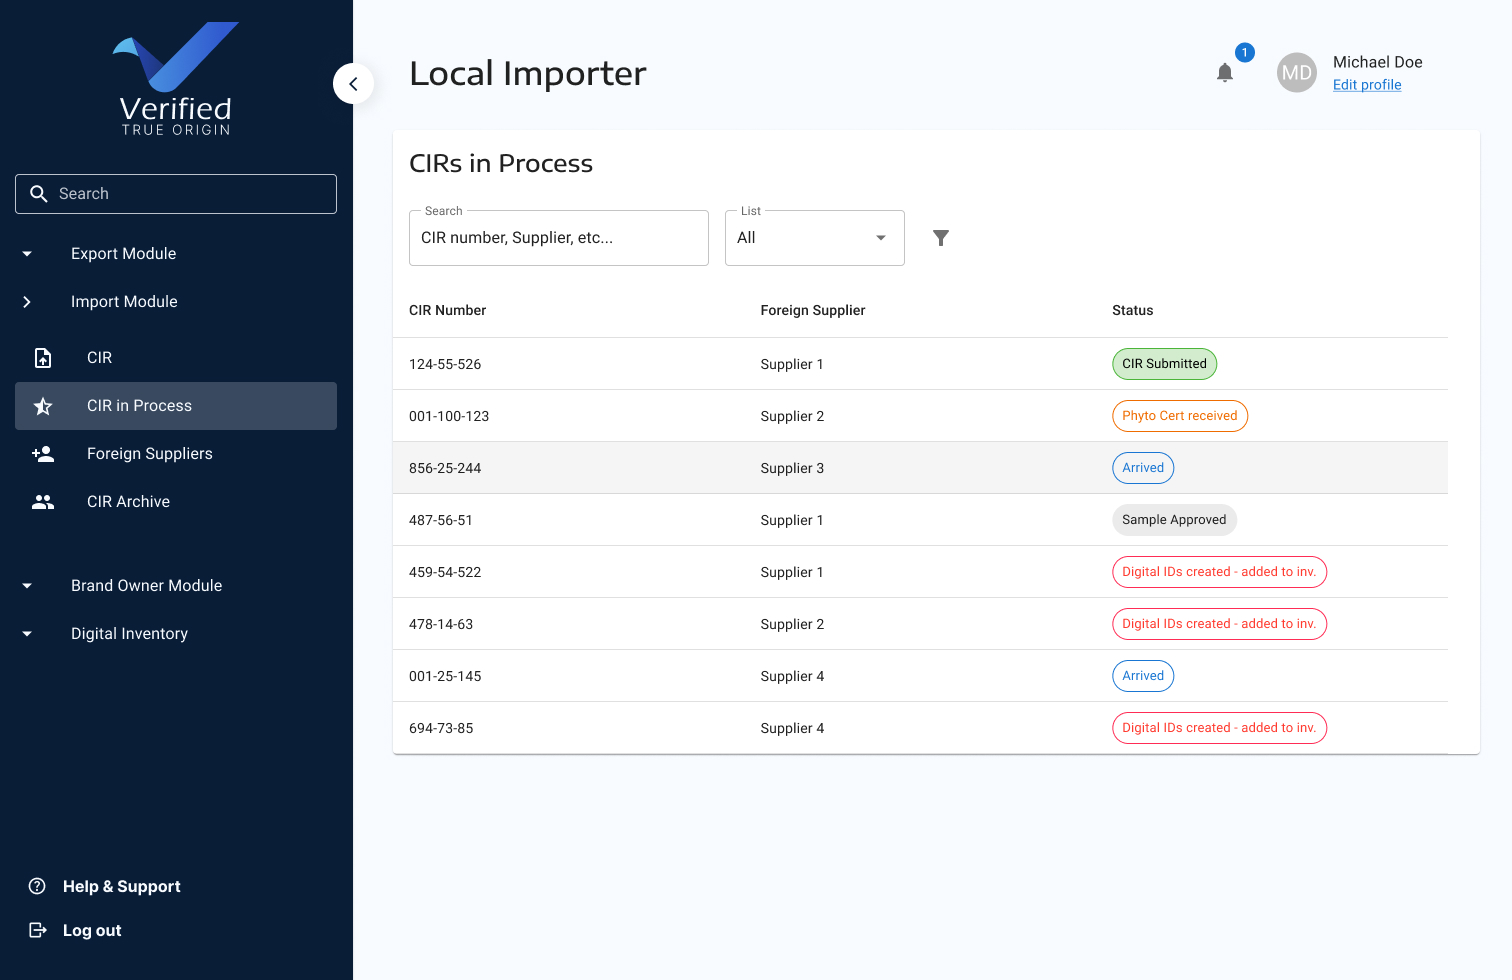 Verified
TRUE ORIGIN
Search
Export Module
Import Module
CIR
CIR in Process
Foreign Suppliers
CIR Archive
Brand Owner Module
Digital Inventory
Help & Support
Log out
Local Importer
1
MD
Michael Doe
Edit profile
CIRs in Process
Search
CIR number, Supplier, etc...
List
All
CIR Number Foreign Supplier Status
124-55-526 Supplier 1 CIR Submitted
001-100-123 Supplier 2 Phyto Cert received
856-25-244 Supplier 3 Arrived
487-56-51 Supplier 1 Sample Approved
459-54-522 Supplier 1 Digital IDs created - added to inv.
478-14-63 Supplier 2 Digital IDs created - added to inv.
001-25-145 Supplier 4 Arrived
694-73-85 Supplier 4 Digital IDs created - added to inv.